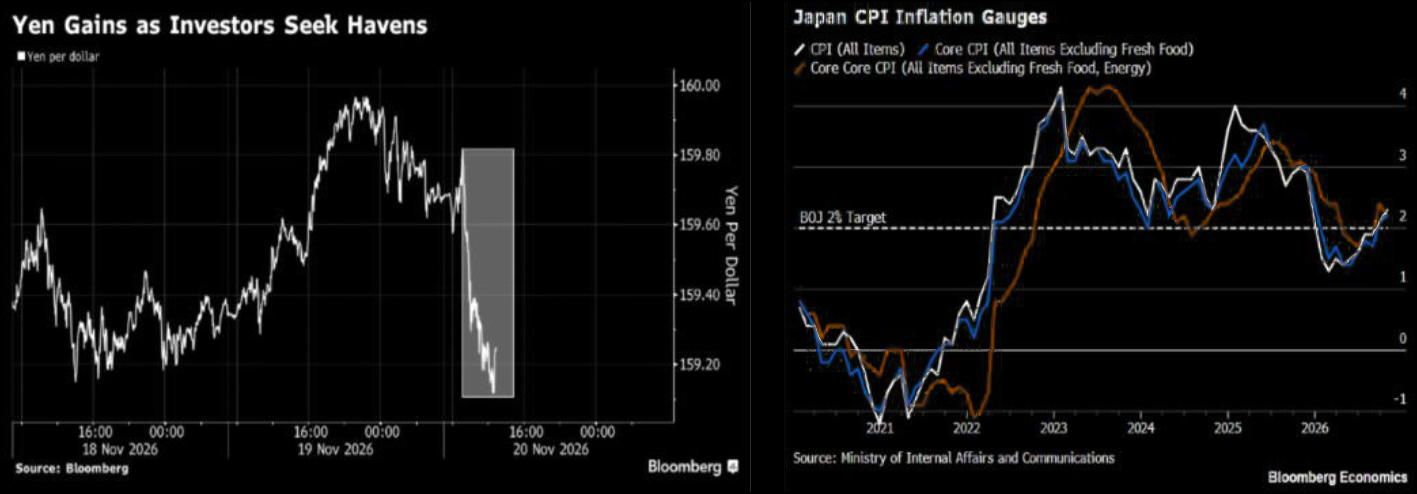 Yen Gains as Investors Seek Havens
Yen per dollar
160.00
159.80
159.60
159.40
159.20
Yen Per Dollar
16:00 00:00 16:00 00:00 16:00 00:00
18 Nov 2026 19 Nov 2026 20 Nov 2026
Source: Bloomberg
Bloomberg
Japan CPI Inflation Gauges
CPI (All Items) Core CPI (All Items Excluding Fresh Food)
Core Core CPI (All Items Excluding Fresh Food, Energy)
4
3
BOJ 2% Target
2
1
0
-1
2021 2022 2023 2024 2025 2026
Source: Ministry of Internal Affairs and Communications
Bloomberg Economics